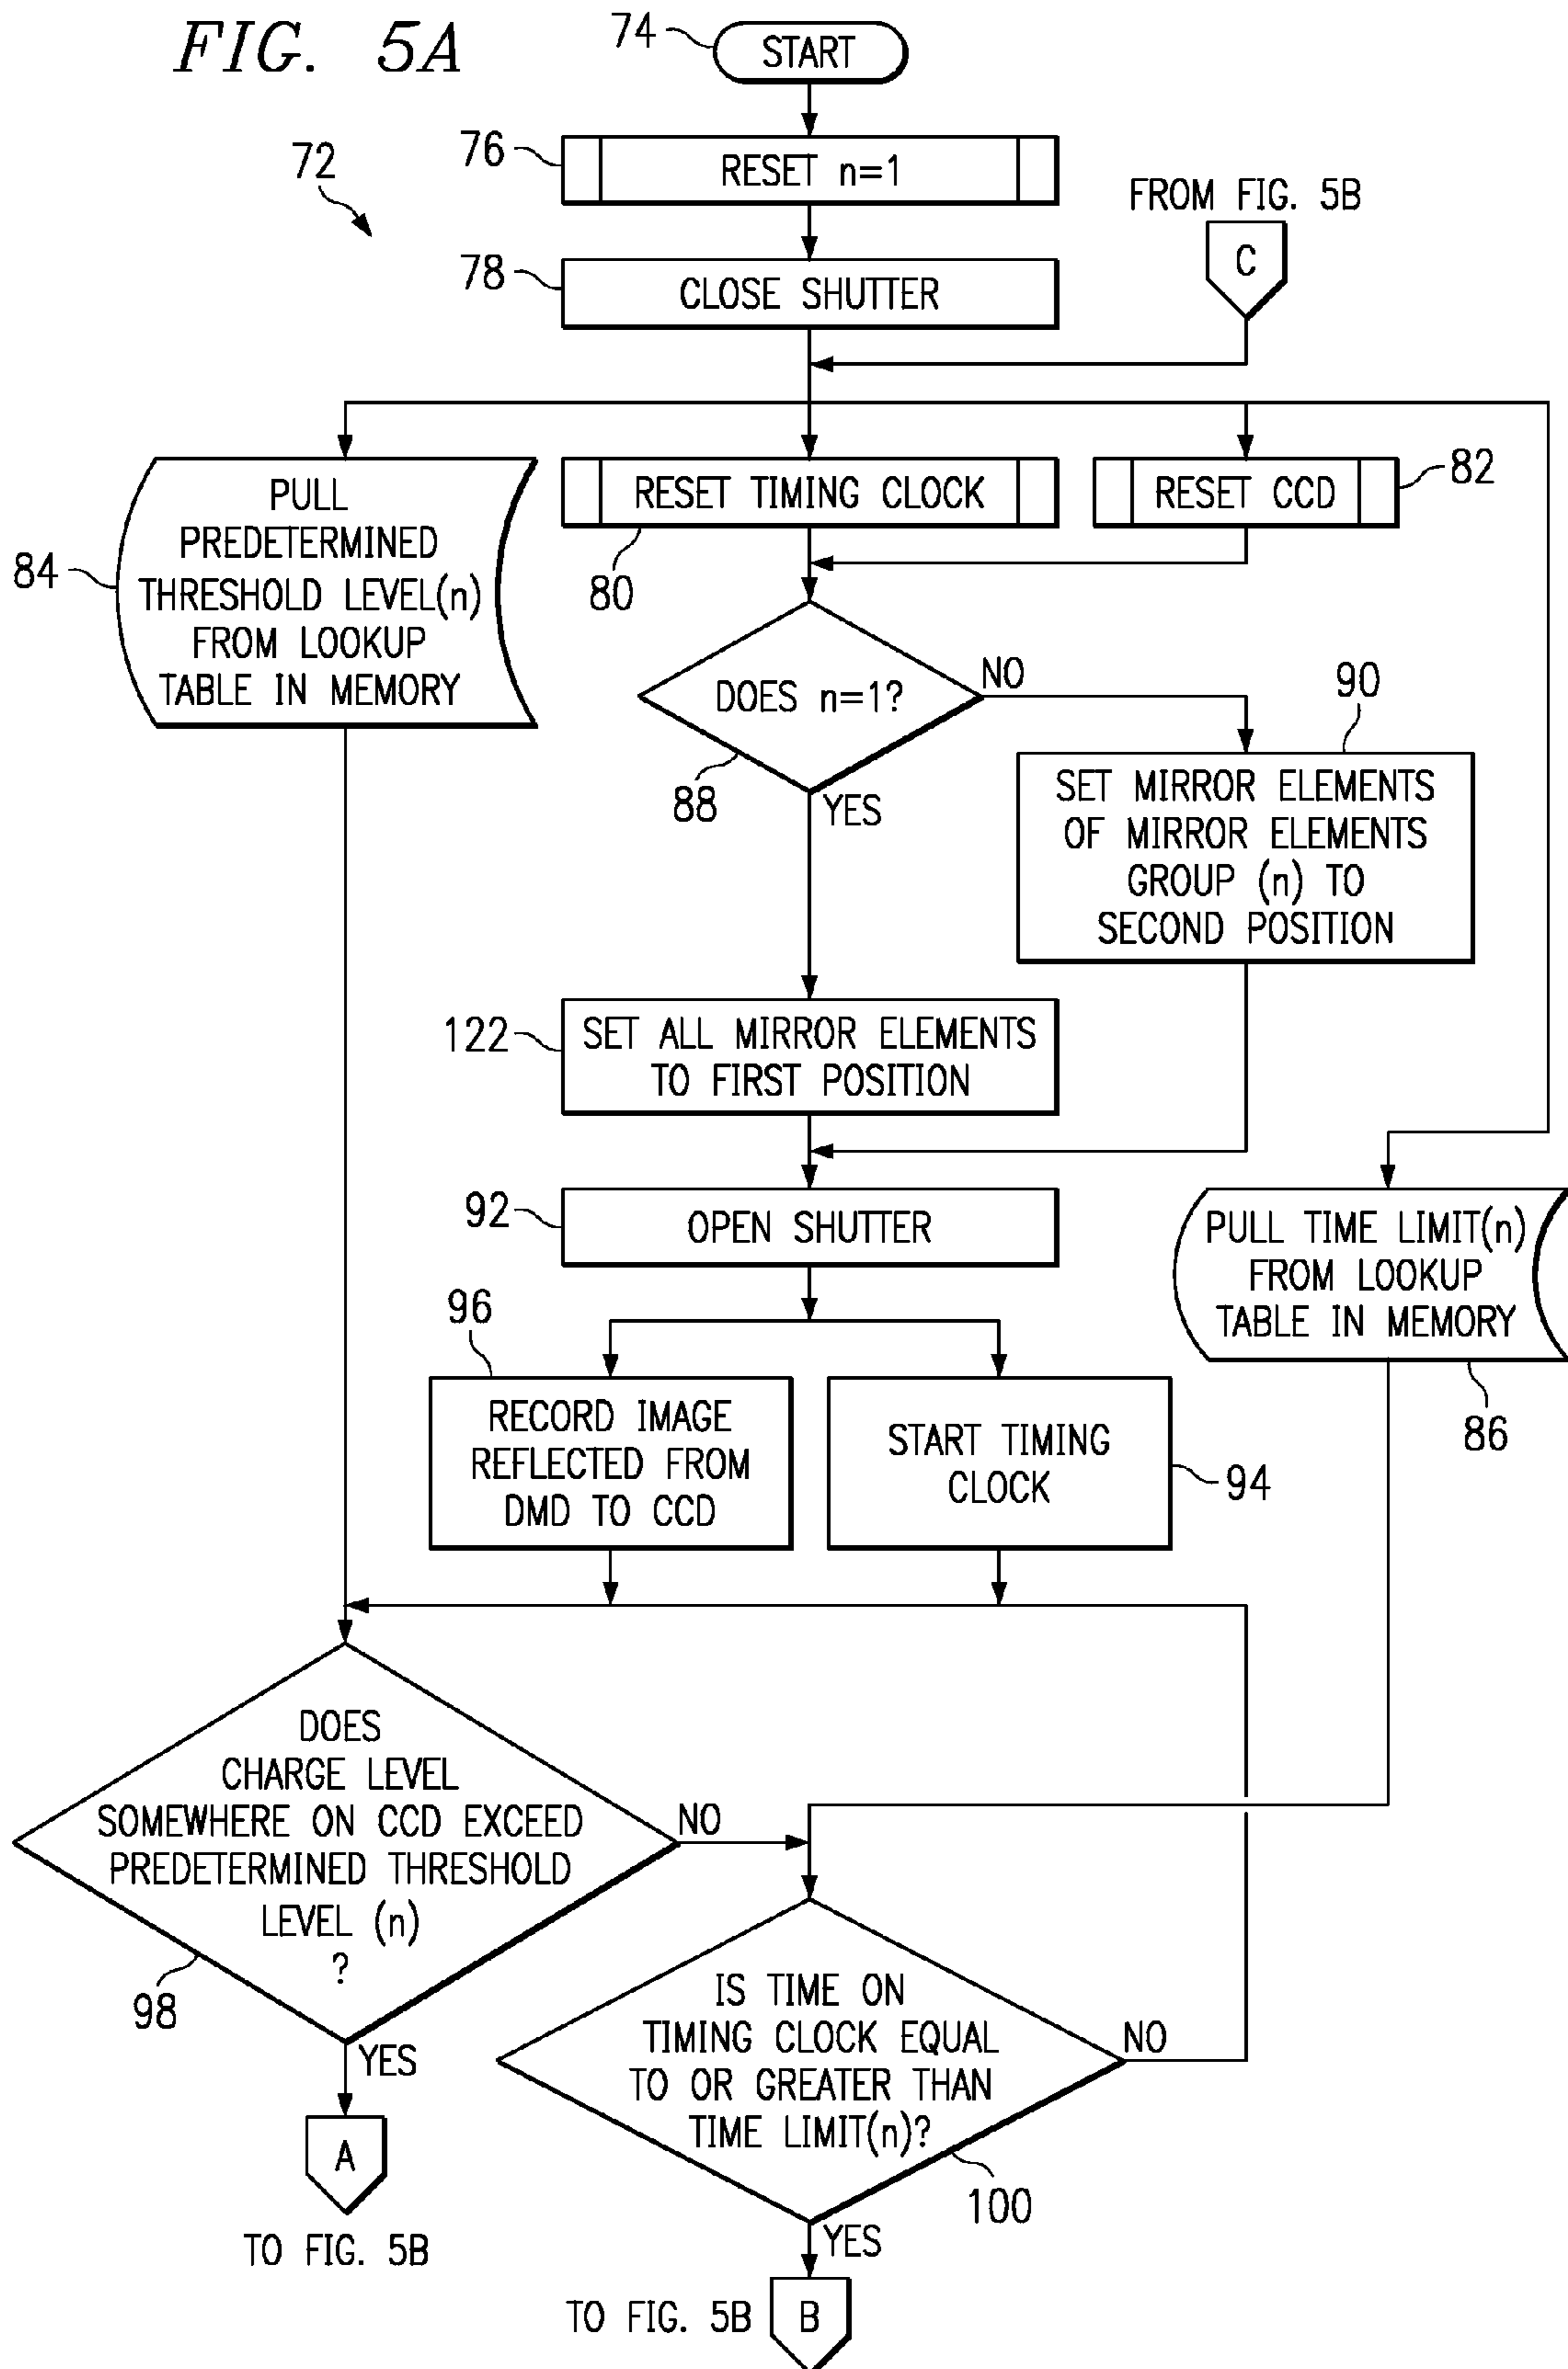 FIG. 5A
74
START
76
RESET n=1
72
FROM FIG. 5B
C
78
CLOSE SHUTTER
84
PULL
PREDETERMINED
THRESHOLD LEVEL(n)
FROM LOOKUP
TABLE IN MEMORY
RESET TIMING CLOCK
80
RESET CCD
82
DOES n=1?
88
NO
YES
90
SET MIRROR ELEMENTS
OF MIRROR ELEMENTS
GROUP (n) TO
SECOND POSITION
122
SET ALL MIRROR ELEMENTS
TO FIRST POSITION
92
OPEN SHUTTER
PULL TIME LIMIT(n)
FROM LOOKUP
TABLE IN MEMORY
86
96
RECORD IMAGE
REFLECTED FROM
DMD TO CCD
START TIMING
CLOCK
94
DOES
CHARGE LEVEL
SOMEWHERE ON CCD EXCEED
PREDETERMINED THRESHOLD
LEVEL (n)
?
98
NO
YES
A
TO FIG. 5B
IS TIME ON
TIMING CLOCK EQUAL
TO OR GREATER THAN
TIME LIMIT(n)?
100
NO
YES
TO FIG. 5B
B